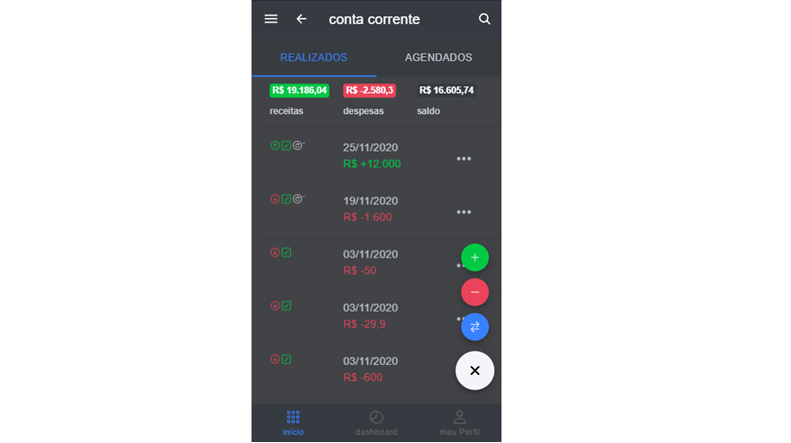 conta corrente
REALIZADOS AGENDADOS
R$ 19.186,04 R$ -2.580,3 R$ 16.605,74
receitas despesas saldo
25/11/2020
R$ +12.000
19/11/2020
R$ -1.600
03/11/2020
R$ -50
03/11/2020
R$ -29,9
03/11/2020
R$ -600
início dashboard meu Perfil